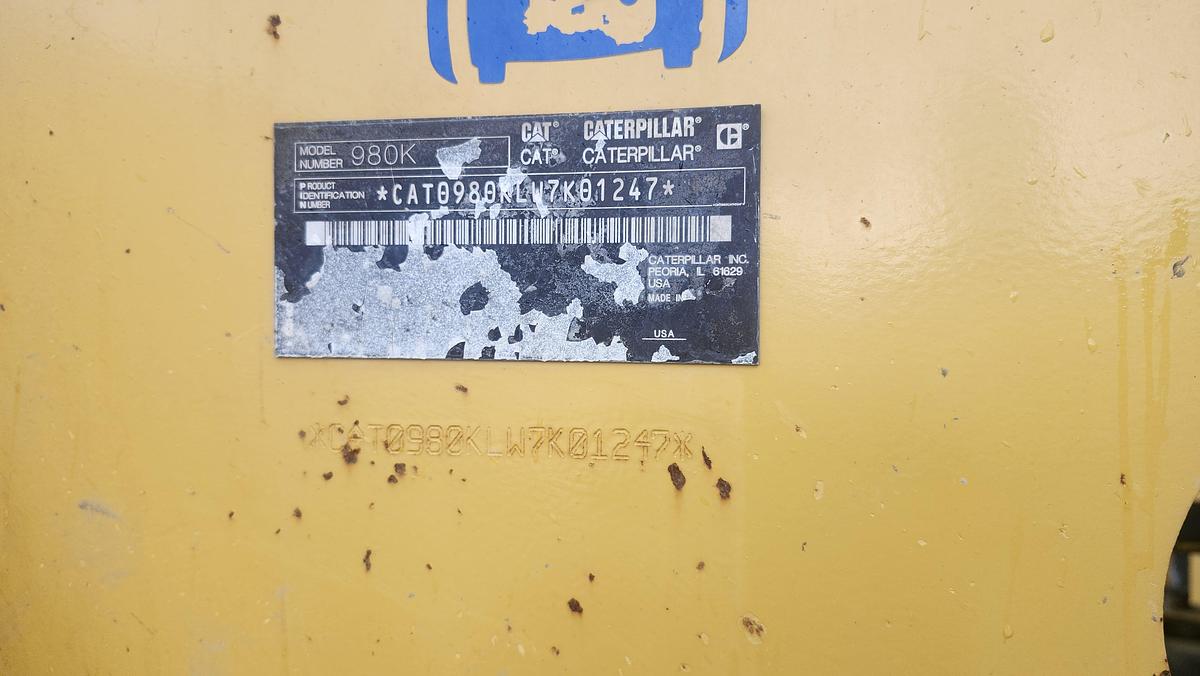 CAT® CATERPILLAR®
MODEL NUMBER 980K CAT® CATERPILLAR®
PRODUCT IDENTIFICATION NUMBER *CAT0980KLW7K01247*
CATERPILLAR INC.
PEORIA, IL 61629
USA
MADE IN
USA
*CAT0980KLW7K01247*